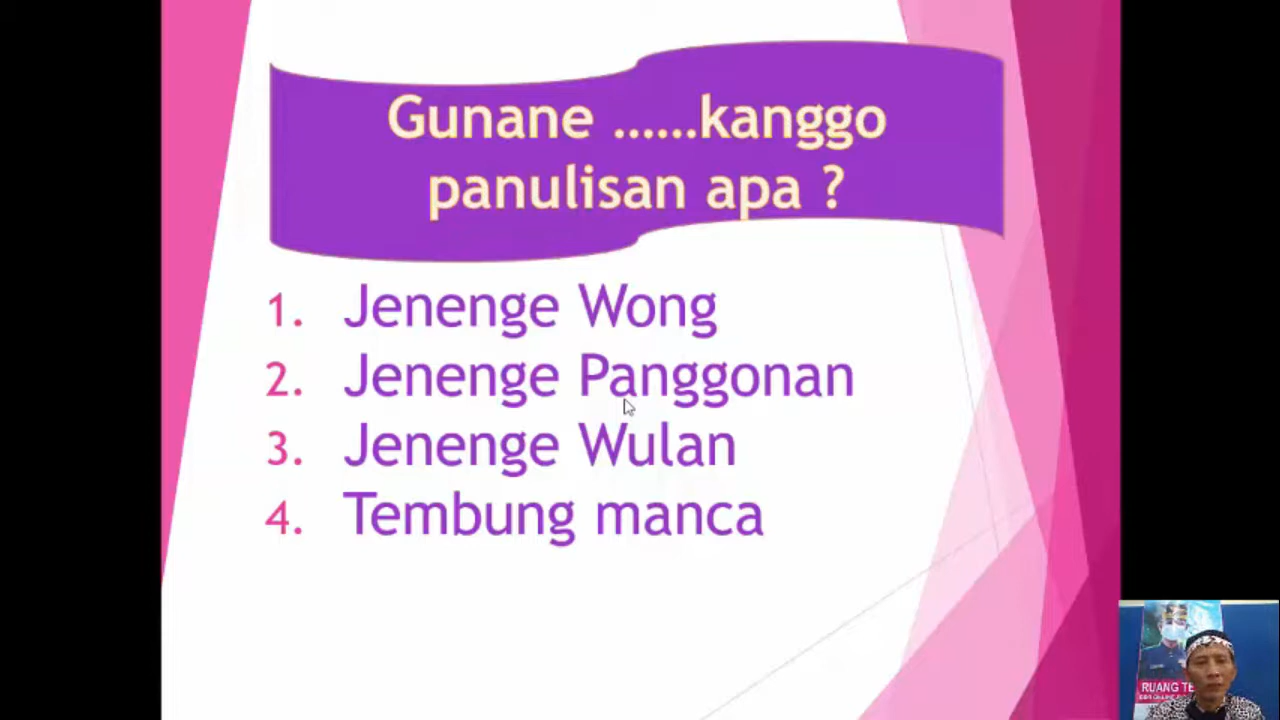 Gunane ......kanggo
panulisan apa ?
1. Jenenge Wong
2. Jenenge Panggonan
3. Jenenge Wulan
4. Tembung manca
RUANG TE